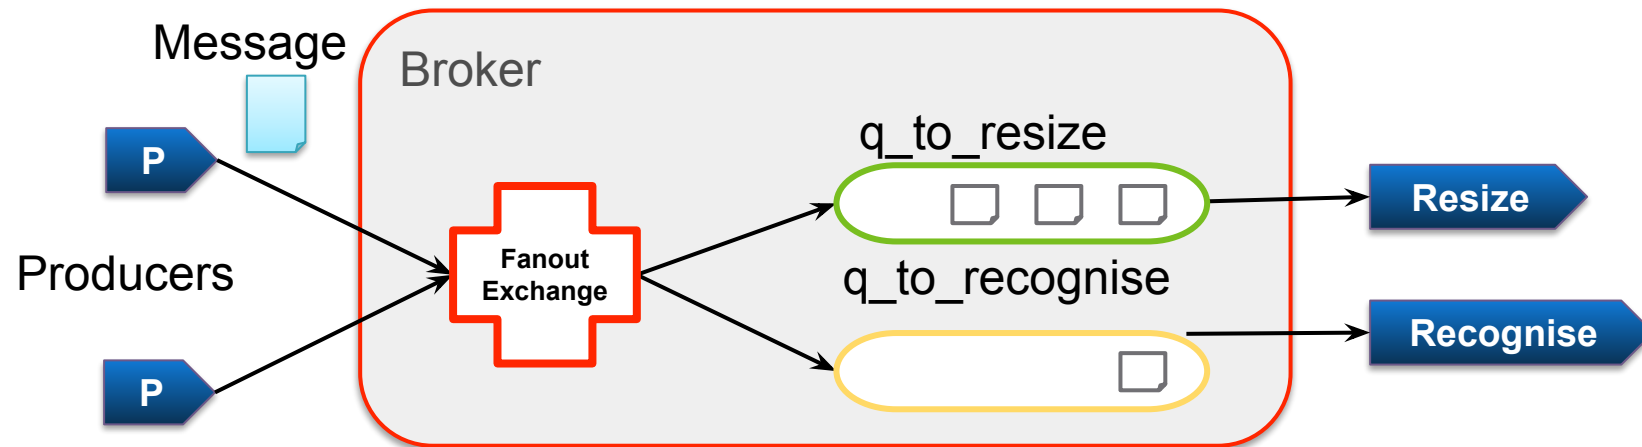 Message
Broker
P
q_to_resize
Resize
Fanout
Exchange
Producers
q_to_recognise
Recognise
P